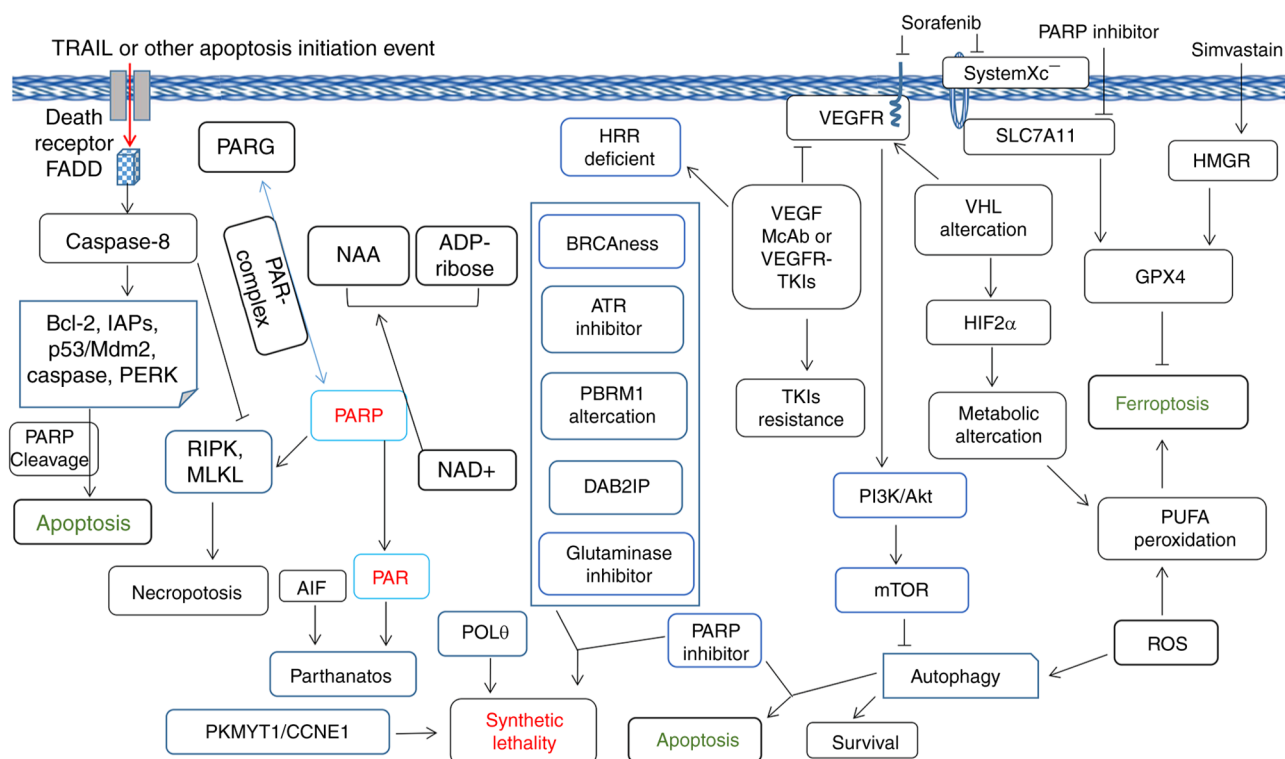 Sorafenib
TRAIL or other apoptosis initiation event
PARP inhibitor
Simvastain
SystemXc−
Death
receptor
FADD
VEGFR
SLC7A11
HRR
deficient
PARG
HMGR
Caspase-8
PAR-
complex
NAA
ADP-
ribose
BRCAness
VEGF
McAb or
VEGFR-
TKIs
VHL
altercation
GPX4
Bcl-2, IAPs,
p53/Mdm2,
caspase, PERK
ATR
inhibitor
HIF2α
PARP
PBRM1
altercation
TKIs
resistance
Metabolic
altercation
Ferroptosis
PARP
Cleavage
RIPK,
MLKL
NAD+
DAB2IP
PI3K/Akt
Apoptosis
PUFA
peroxidation
Glutaminase
inhibitor
Necropotosis
AIF
PAR
mTOR
POLθ
PARP
inhibitor
ROS
Parthanatos
Autophagy
PKMYT1/CCNE1
Synthetic
lethality
Apoptosis
Survival